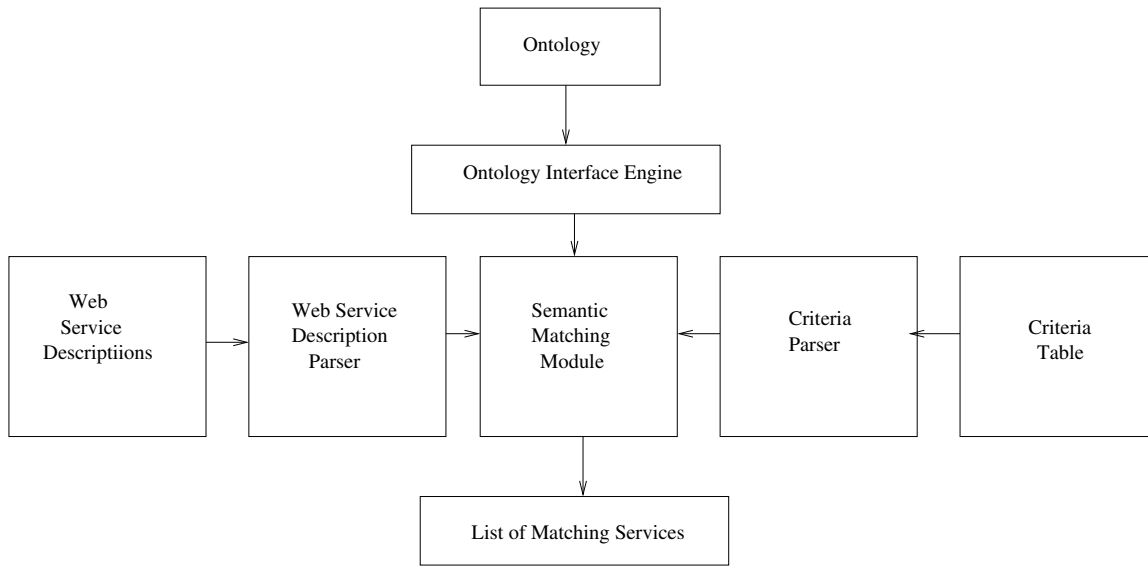 Ontology
Ontology Interface Engine
Web
Service
Descriptiions
Web Service
Description
Parser
Semantic
Matching
Module
Criteria
Parser
Criteria
Table
List of Matching Services